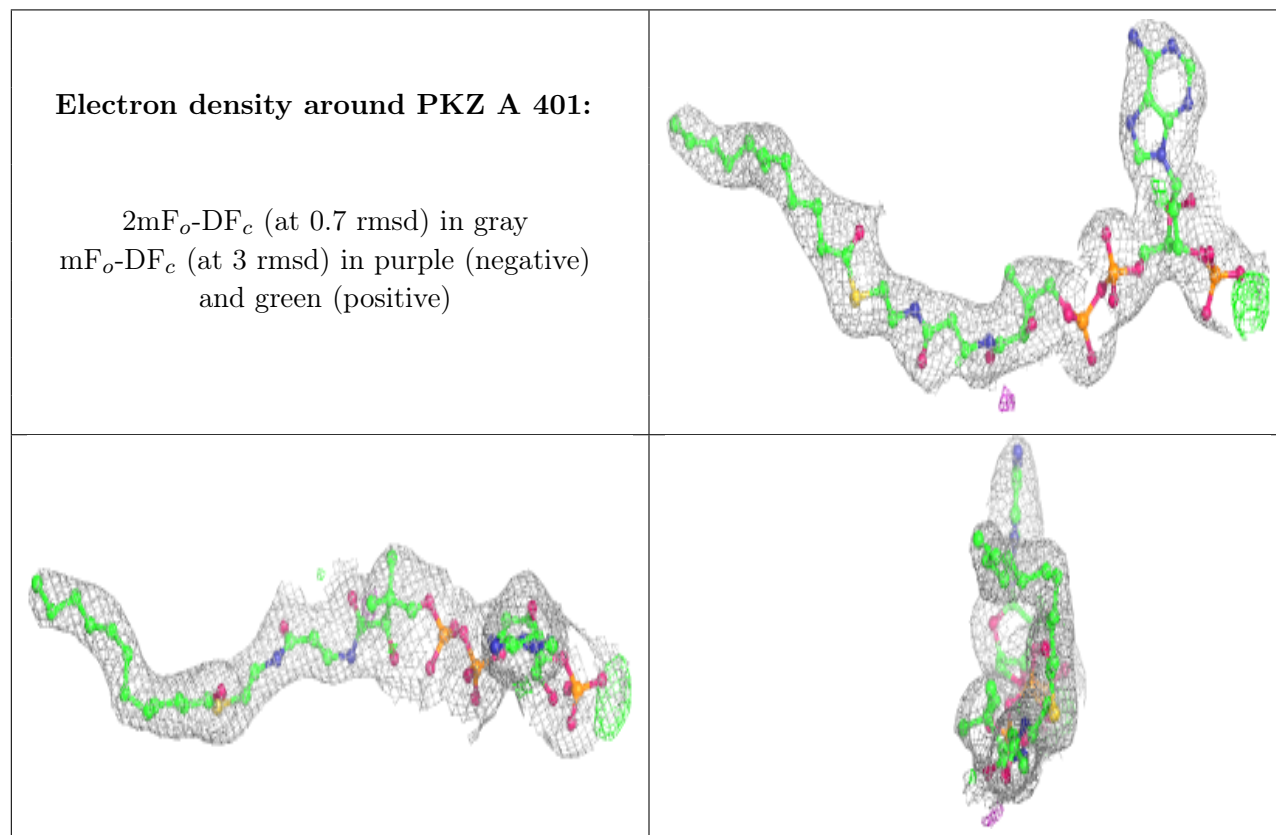 Electron density around PKZ A 401:
2mFo-DFc (at 0.7 rmsd) in gray
mFo-DFc (at 3 rmsd) in purple (negative)
and green (positive)